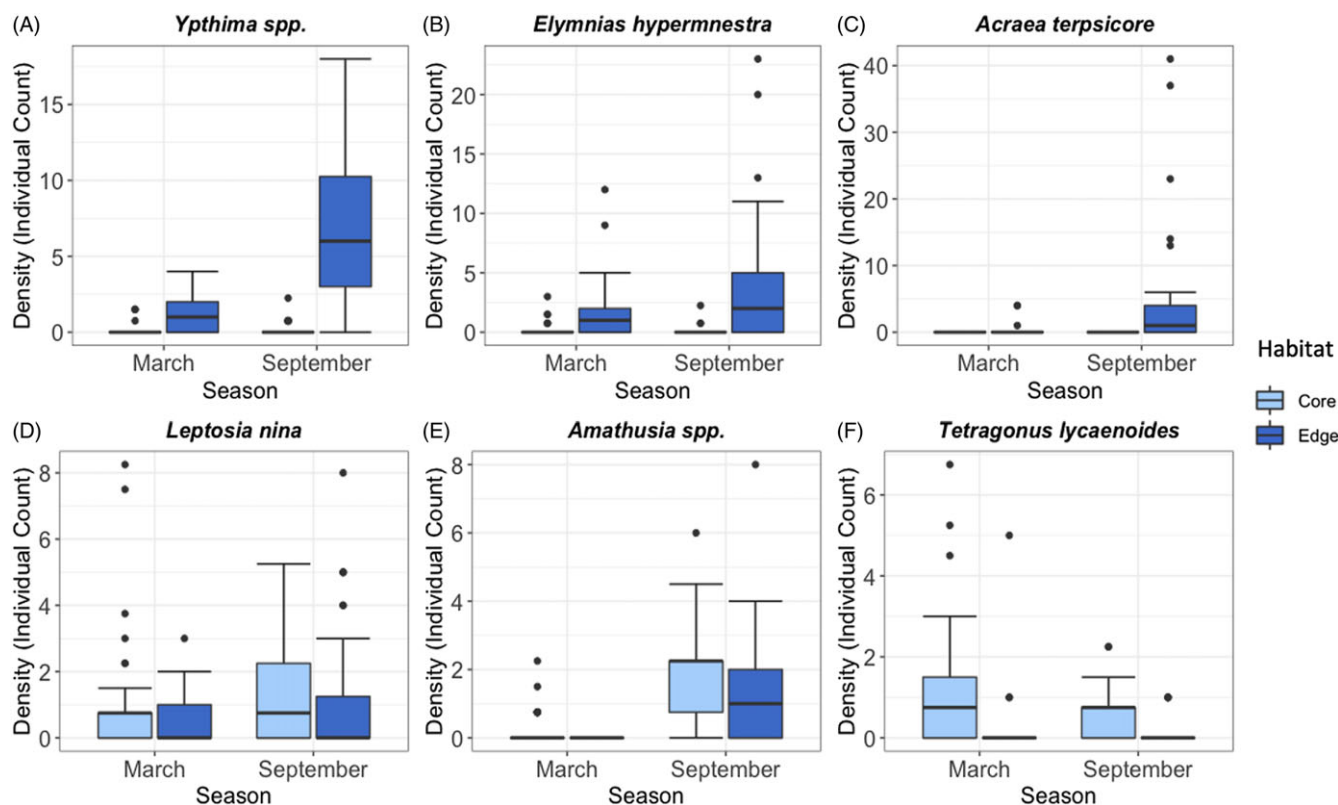 (A) Ypthima spp.
Density (Individual Count)
15
10
5
0
March September
Season
(B) Elymnias hypermnestra
Density (Individual Count)
20
15
10
5
0
March September
Season
(C) Acraea terpsicore
Density (Individual Count)
40
30
20
10
0
March September
Season
Habitat
Core
Edge
(D) Leptosia nina
Density (Individual Count)
8
6
4
2
0
March September
Season
(E) Amathusia spp.
Density (Individual Count)
8
6
4
2
0
March September
Season
(F) Tetragonus lycaenoides
Density (Individual Count)
6
4
2
0
March September
Season